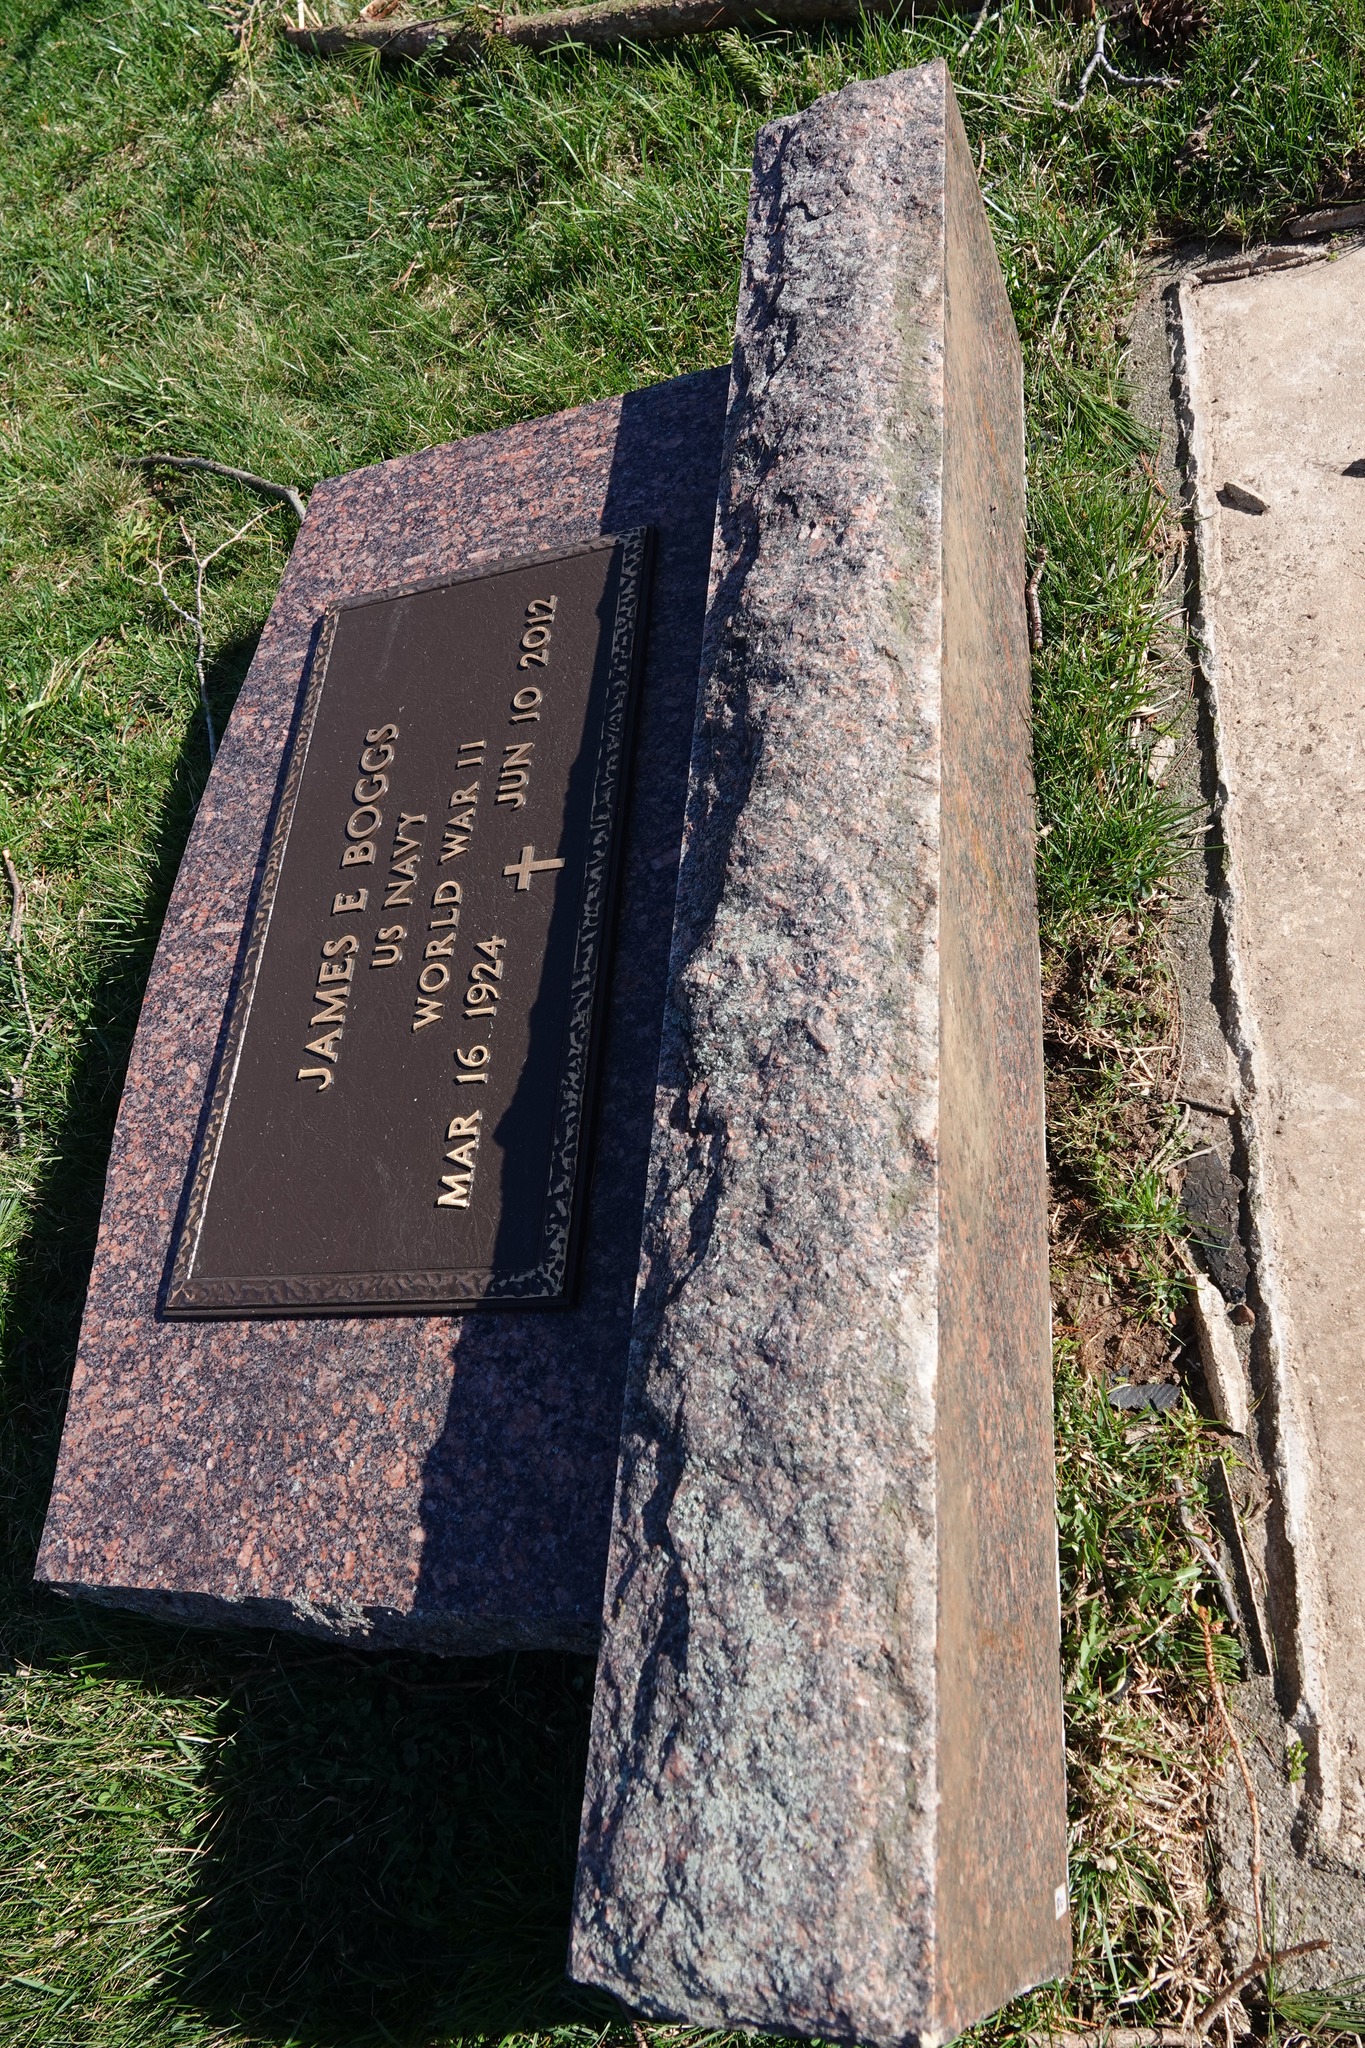 JAMES E BOGGS
US NAVY
WORLD WAR II
MAR 16 1924 JUN 10 2012